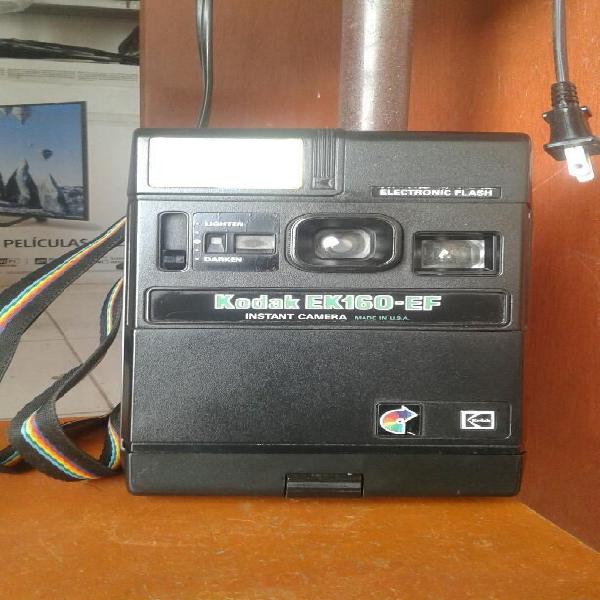 ELECTRONIC FLASH
LIGHTEN
DARKEN
PELÍCULAS
Kodak EK160-EF
INSTANT CAMERA MADE IN U.S.A.
Kodak